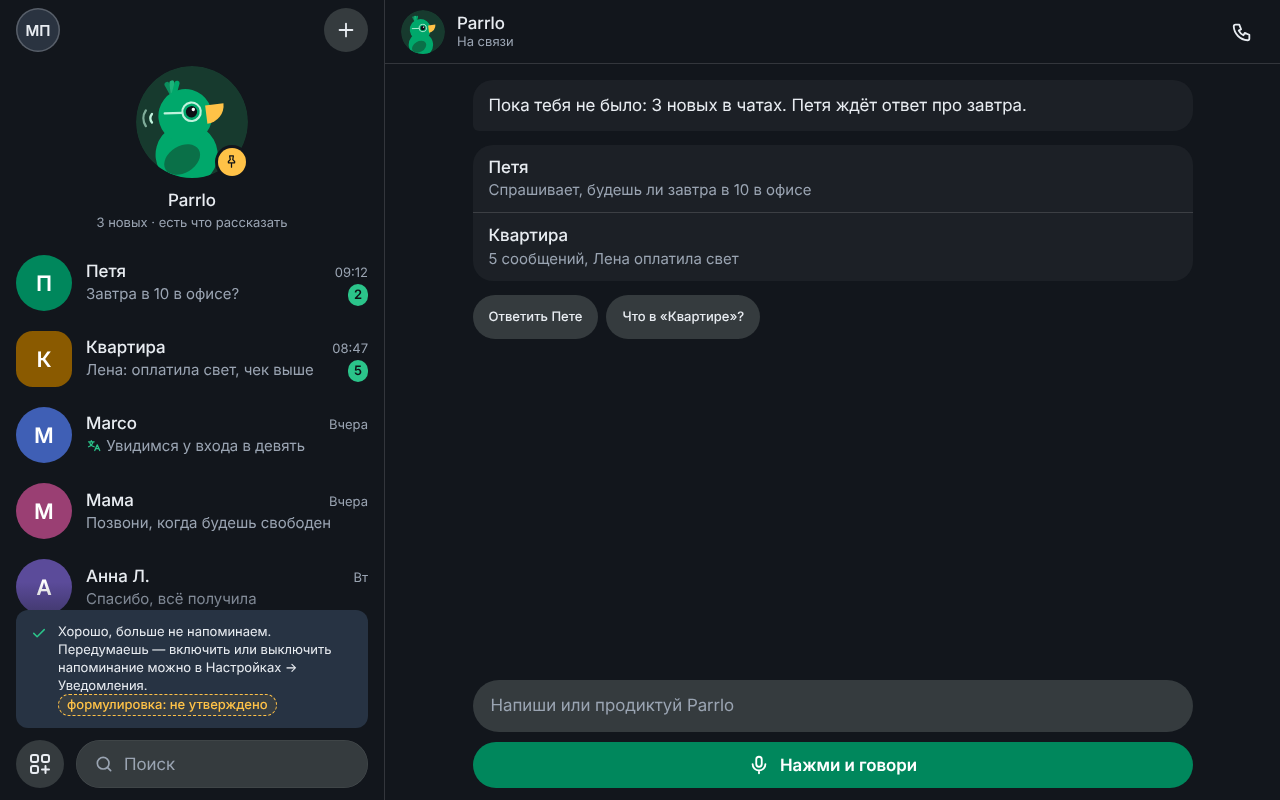 МП
Parrlo
3 новых · есть что рассказать
П
Петя
09:12
Завтра в 10 в офисе?
2
К
Квартира
08:47
Лена: оплатила свет, чек выше
5
M
Marco
Вчера
Увидимся у входа в девять
М
Мама
Вчера
Позвони, когда будешь свободен
А
Анна Л.
Вт
Спасибо, всё получила
Хорошо, больше не напоминаем.
Передумаешь — включить или выключить
напоминание можно в Настройках →
Уведомления.
формулировка: не утверждено
Поиск
Parrlo
На связи
Пока тебя не было: 3 новых в чатах. Петя ждёт ответ про завтра.
Петя
Спрашивает, будешь ли завтра в 10 в офисе
Квартира
5 сообщений, Лена оплатила свет
Ответить Пете
Что в «Квартире»?
Напиши или продиктуй Parrlo
Нажми и говори